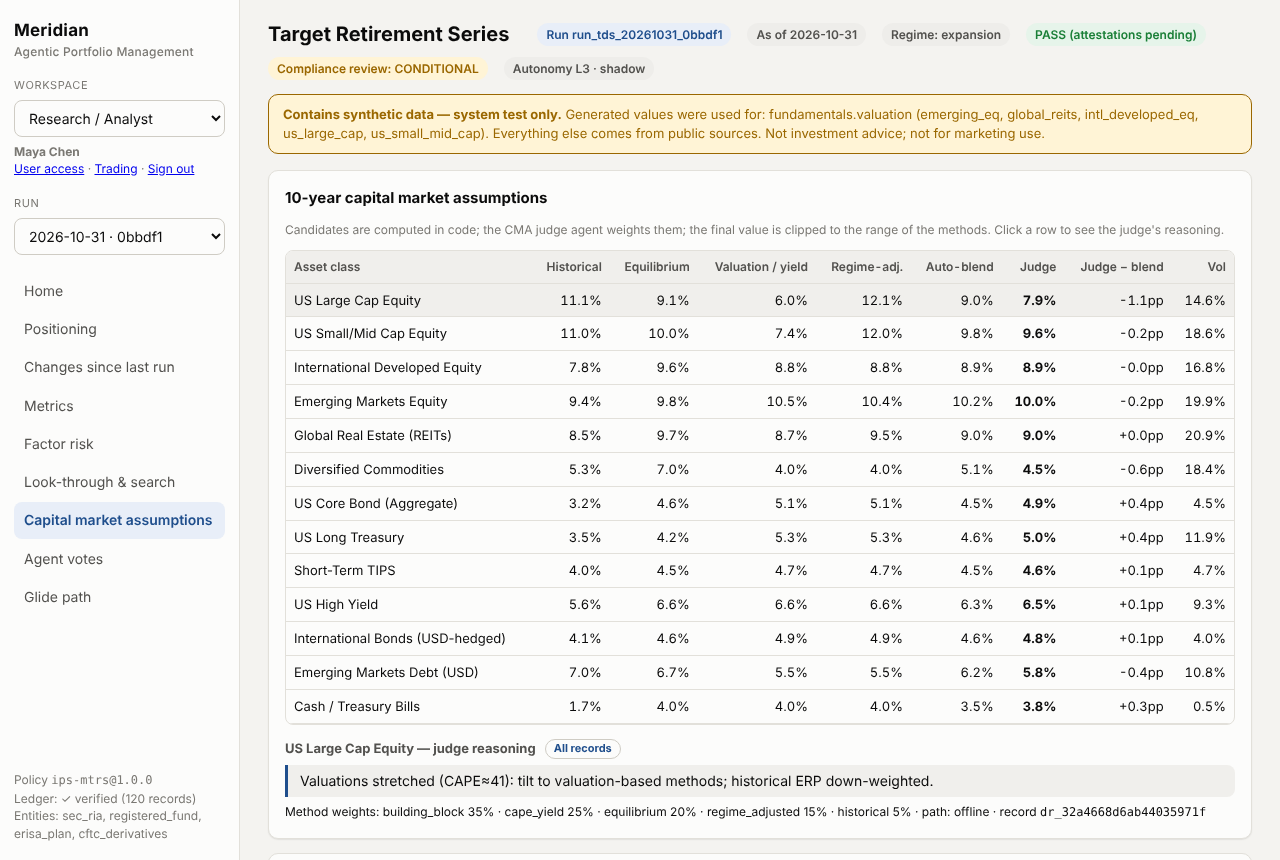 Meridian
Agentic Portfolio Management
WORKSPACE
Research / Analyst
Maya Chen
User access · Trading · Sign out
RUN
2026-10-31 · 0bbdf1
Home
Positioning
Changes since last run
Metrics
Factor risk
Look-through & search
Capital market assumptions
Agent votes
Glide path
Policy ips-mtrs@1.0.0
Ledger: ✓ verified (120 records)
Entities: sec_ria, registered_fund,
erisa_plan, cftc_derivatives
Target Retirement Series
Run run_tds_20261031_0bbdf1
As of 2026-10-31
Regime: expansion
PASS (attestations pending)
Compliance review: CONDITIONAL
Autonomy L3 · shadow
Contains synthetic data — system test only. Generated values were used for: fundamentals.valuation (emerging_eq, global_reits, intl_developed_eq,
us_large_cap, us_small_mid_cap). Everything else comes from public sources. Not investment advice; not for marketing use.
10-year capital market assumptions
Candidates are computed in code; the CMA judge agent weights them; the final value is clipped to the range of the methods. Click a row to see the judge's reasoning.
Asset class Historical Equilibrium Valuation / yield Regime-adj. Auto-blend Judge Judge − blend Vol
US Large Cap Equity 11.1% 9.1% 6.0% 12.1% 9.0% 7.9% -1.1pp 14.6%
US Small/Mid Cap Equity 11.0% 10.0% 7.4% 12.0% 9.8% 9.6% -0.2pp 18.6%
International Developed Equity 7.8% 9.6% 8.8% 8.8% 8.9% 8.9% -0.0pp 16.8%
Emerging Markets Equity 9.4% 9.8% 10.5% 10.4% 10.2% 10.0% -0.2pp 19.9%
Global Real Estate (REITs) 8.5% 9.7% 8.7% 9.5% 9.0% 9.0% +0.0pp 20.9%
Diversified Commodities 5.3% 7.0% 4.0% 4.0% 5.1% 4.5% -0.6pp 18.4%
US Core Bond (Aggregate) 3.2% 4.6% 5.1% 5.1% 4.5% 4.9% +0.4pp 4.5%
US Long Treasury 3.5% 4.2% 5.3% 5.3% 4.6% 5.0% +0.4pp 11.9%
Short-Term TIPS 4.0% 4.5% 4.7% 4.7% 4.5% 4.6% +0.1pp 4.7%
US High Yield 5.6% 6.6% 6.6% 6.6% 6.3% 6.5% +0.1pp 9.3%
International Bonds (USD-hedged) 4.1% 4.6% 4.9% 4.9% 4.6% 4.8% +0.1pp 4.0%
Emerging Markets Debt (USD) 7.0% 6.7% 5.5% 5.5% 6.2% 5.8% -0.4pp 10.8%
Cash / Treasury Bills 1.7% 4.0% 4.0% 4.0% 3.5% 3.8% +0.3pp 0.5%
US Large Cap Equity — judge reasoning All records
Valuations stretched (CAPE≈41): tilt to valuation-based methods; historical ERP down-weighted.
Method weights: building_block 35% · cape_yield 25% · equilibrium 20% · regime_adjusted 15% · historical 5% · path: offline · record dr_32a4668d6ab44035971f